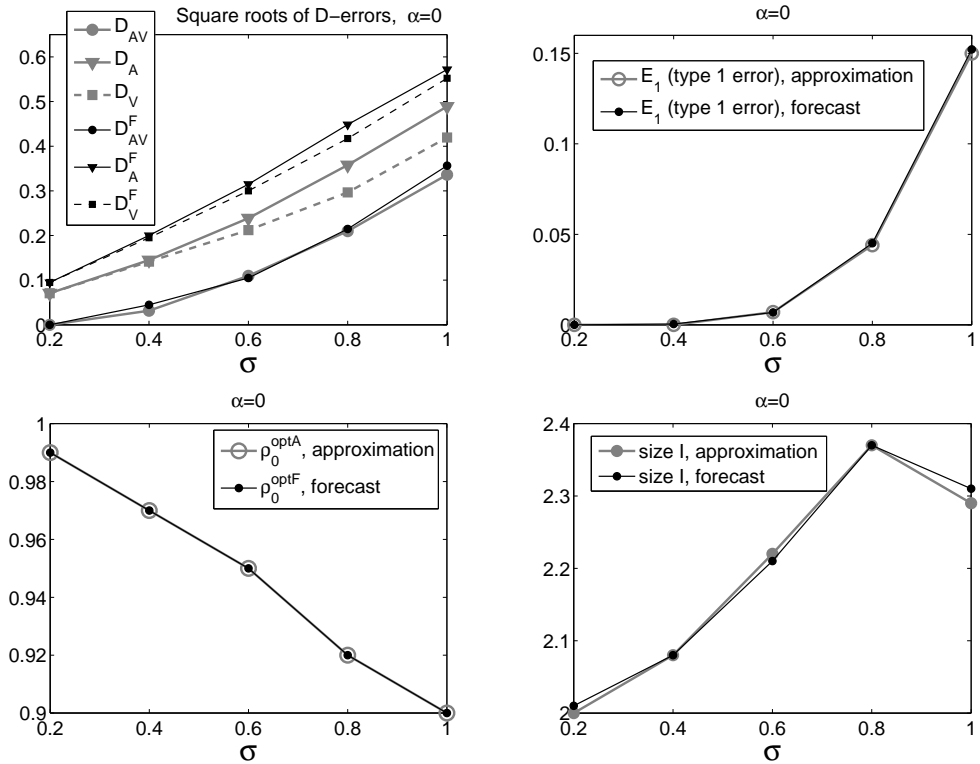 Square roots of D−errors, α=0
D_AV
D_A
D_V
D^F_AV
D^F_A
D^F_V
0.6
0.5
0.4
0.3
0.2
0.1
0
0.2 0.4 0.6 0.8 1
σ
α=0
E_1 (type 1 error), approximation
E_1 (type 1 error), forecast
0.15
0.1
0.05
0
0.2 0.4 0.6 0.8 1
σ
α=0
ρ_0^optA, approximation
ρ_0^optF, forecast
1
0.98
0.96
0.94
0.92
0.9
0.2 0.4 0.6 0.8 1
σ
α=0
size I, approximation
size I, forecast
2.4
2.3
2.2
2.1
2
0.2 0.4 0.6 0.8 1
σ